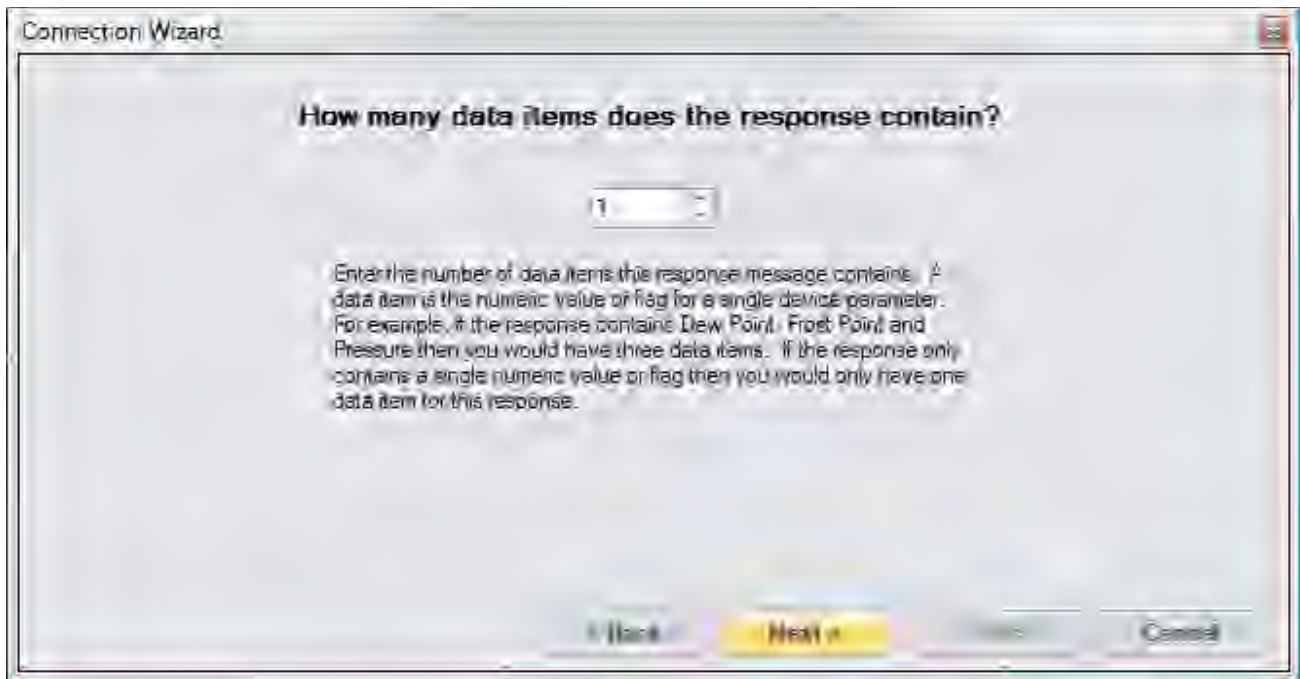 Connection Wizard
How many data items does the response contain?
1
Enter the number of data items this response message contains. A
data item is the numeric value or flag for a single device parameter.
For example, if the response contains Dew Point, Frost Point and
Pressure then you would have three data items. If the response only
contains a single numeric value or flag then you would only have one
data item for this response.
< Back Next > Cancel